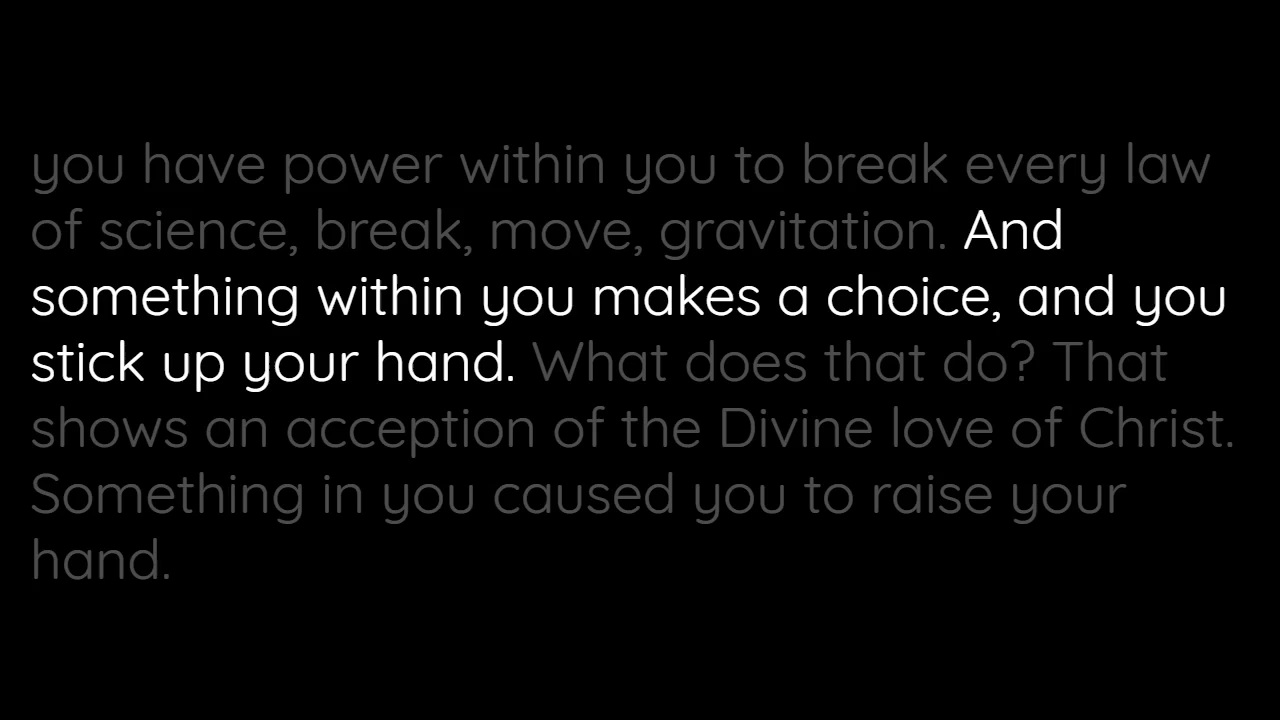 you have power within you to break every law
of science, break, move, gravitation. And
something within you makes a choice, and you
stick up your hand. What does that do? That
shows an acception of the Divine love of Christ.
Something in you caused you to raise your
hand.